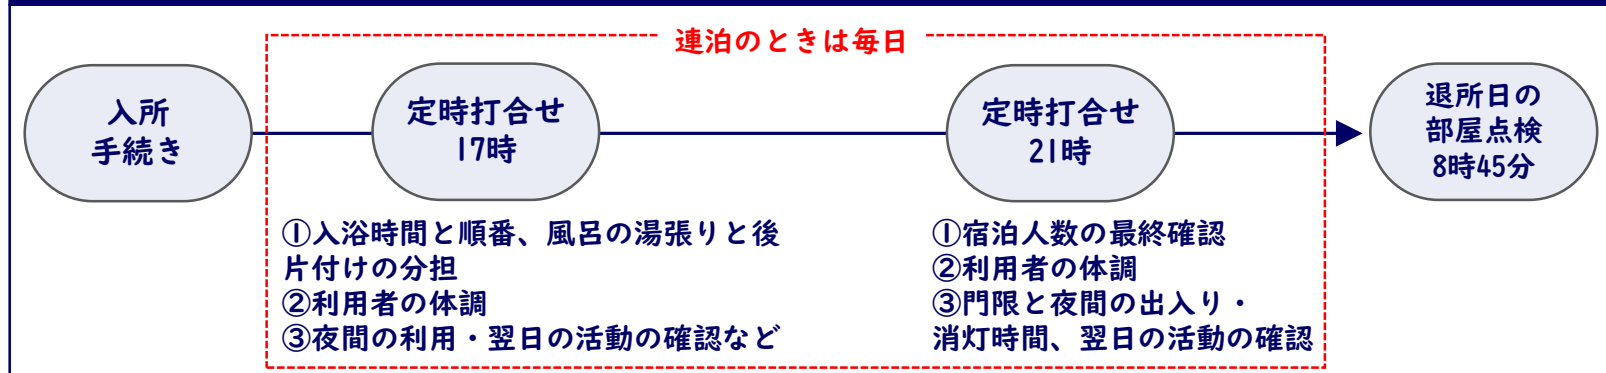 連泊のときは毎日
入所
手続き
定時打合せ
17時
定時打合せ
21時
退所日の
部屋点検
8時45分
①入浴時間と順番、風呂の湯張りと後
片付けの分担
②利用者の体調
③夜間の利用・翌日の活動の確認など
①宿泊人数の最終確認
②利用者の体調
③門限と夜間の出入り・
消灯時間、翌日の活動の確認